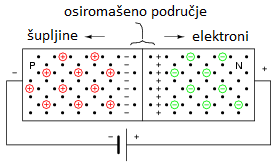 osiromašeno područje
šupljine
elektroni
P
N
−
+
− +